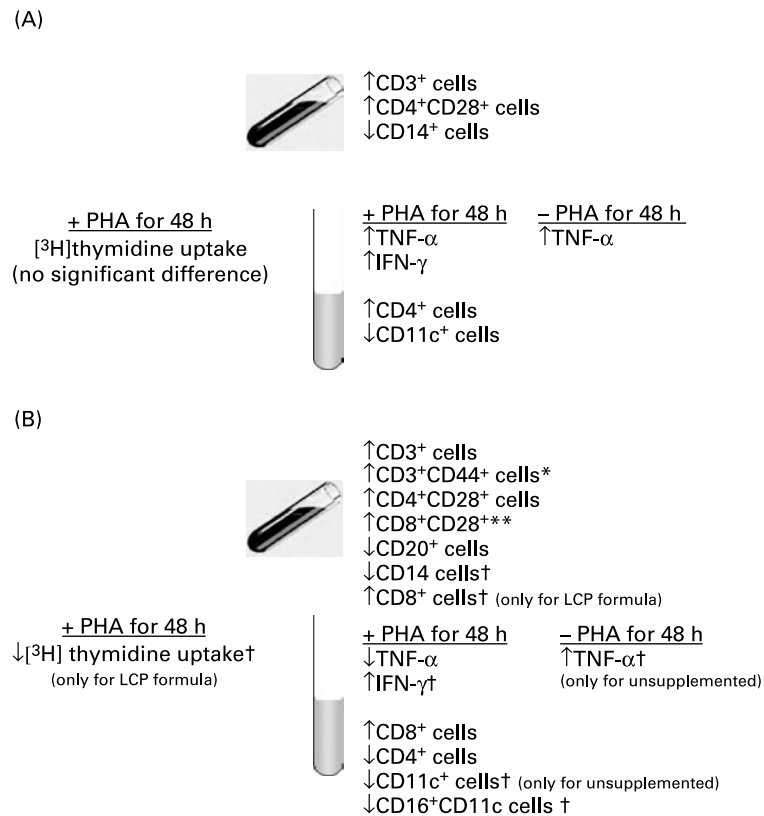 (A)
↑CD3⁺ cells
↑CD4⁺CD28⁺ cells
↓CD14⁺ cells
+ PHA for 48 h
[³H]thymidine uptake
(no significant difference)
+ PHA for 48 h
↑TNF-α
↑IFN-γ
– PHA for 48 h
↑TNF-α
↑CD4⁺ cells
↓CD11c⁺ cells
(B)
↑CD3⁺ cells
↑CD3⁺CD44⁺ cells*
↑CD4⁺CD28⁺ cells
↑CD8⁺CD28⁺**
↓CD20⁺ cells
↓CD14 cells†
↑CD8⁺ cells† (only for LCP formula)
+ PHA for 48 h
↓[³H] thymidine uptake†
(only for LCP formula)
+ PHA for 48 h
↓TNF-α
↑IFN-γ†
– PHA for 48 h
↑TNF-α†
(only for unsupplemented)
↑CD8⁺ cells
↓CD4⁺ cells
↓CD11c⁺ cells† (only for unsupplemented)
↓CD16⁺CD11c cells †